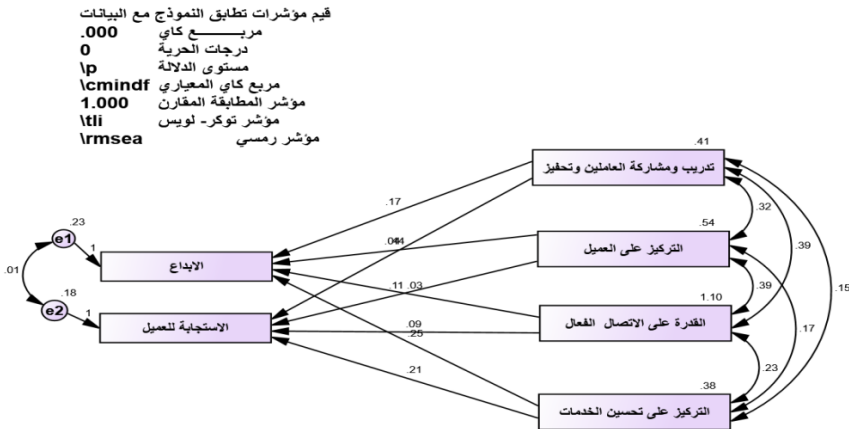 قيم مؤشرات تطابق النموذج مع البيانات
مربـــــــــع كاي .000
درجات الحرية 0
مستوى الدلالة \p
مربع كاي المعياري \cmindf
مؤشر المطابقة المقارن 1.000
مؤشر توكر- لويس \tli
مؤشر رمسي \rmsea
.41
تدريب ومشاركة العاملين وتحفيز
.17
.32
.54
.23
e1
1
.39
التركيز على العميل
الابداع
.01
.11 .03
.39
.15
.18
1.10
e2
1
القدرة على الاتصال الفعال
.17
الاستجابة للعميل
.09
.25
.21
.23
.38
التركيز على تحسين الخدمات